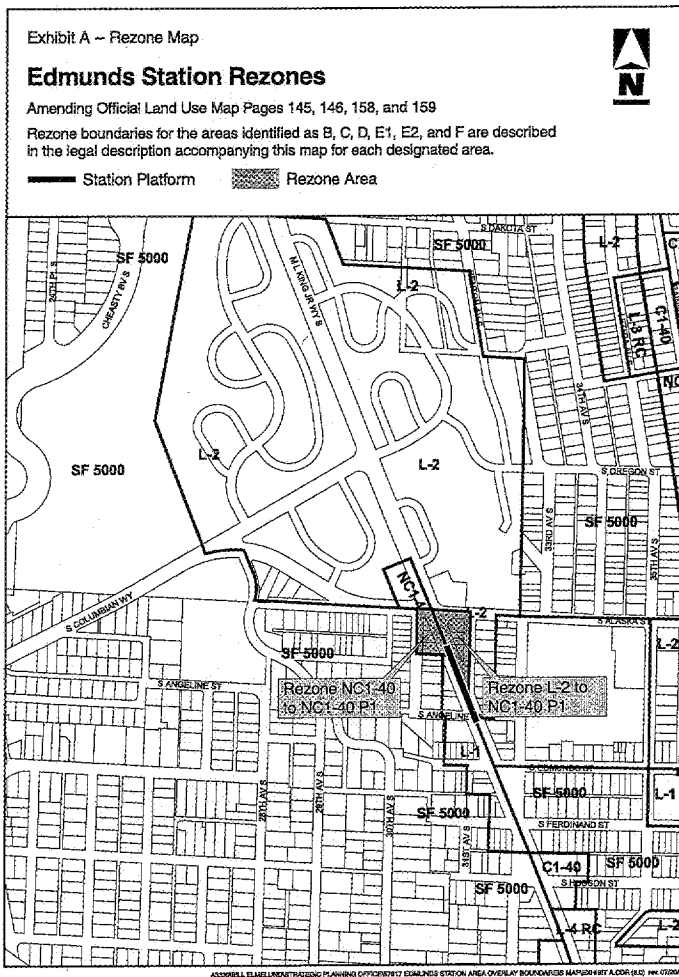 Exhibit A – Rezone Map
N
Edmunds Station Rezones
Amending Official Land Use Map Pages 145, 146, 158, and 159
Rezone boundaries for the areas identified as B, C, D, E1, E2, and F are described
in the legal description accompanying this map for each designated area.
Station Platform
Rezone Area
S DAKOTA ST
SF 5000
SF 5000
L-2
C
24TH PL S
CHEASTY BV S
M L KING JR WY S
L-2
L-3 RC
C1-40
NC
34TH AV S
L-2
L-2
SF 5000
S OREGON ST
SF 5000
33RD AV S
35TH AV S
NC1-4
S COLUMBIAN WY
-2
S ALASKA ST
SF 5000
L-2
S ANGELINE ST
Rezone NC1-40
to NC1-40 P1
Rezone L-2 to
NC1-40 P1
S ANGELINE
L-1
S EDMUNDS ST
SF 5000
L-1
28TH AV S
30TH AV S
SF 5000
S FERDINAND ST
31ST AV S
C1-40
SF 5000
SF 5000
S HUDSON ST
L-4 RC
L-2